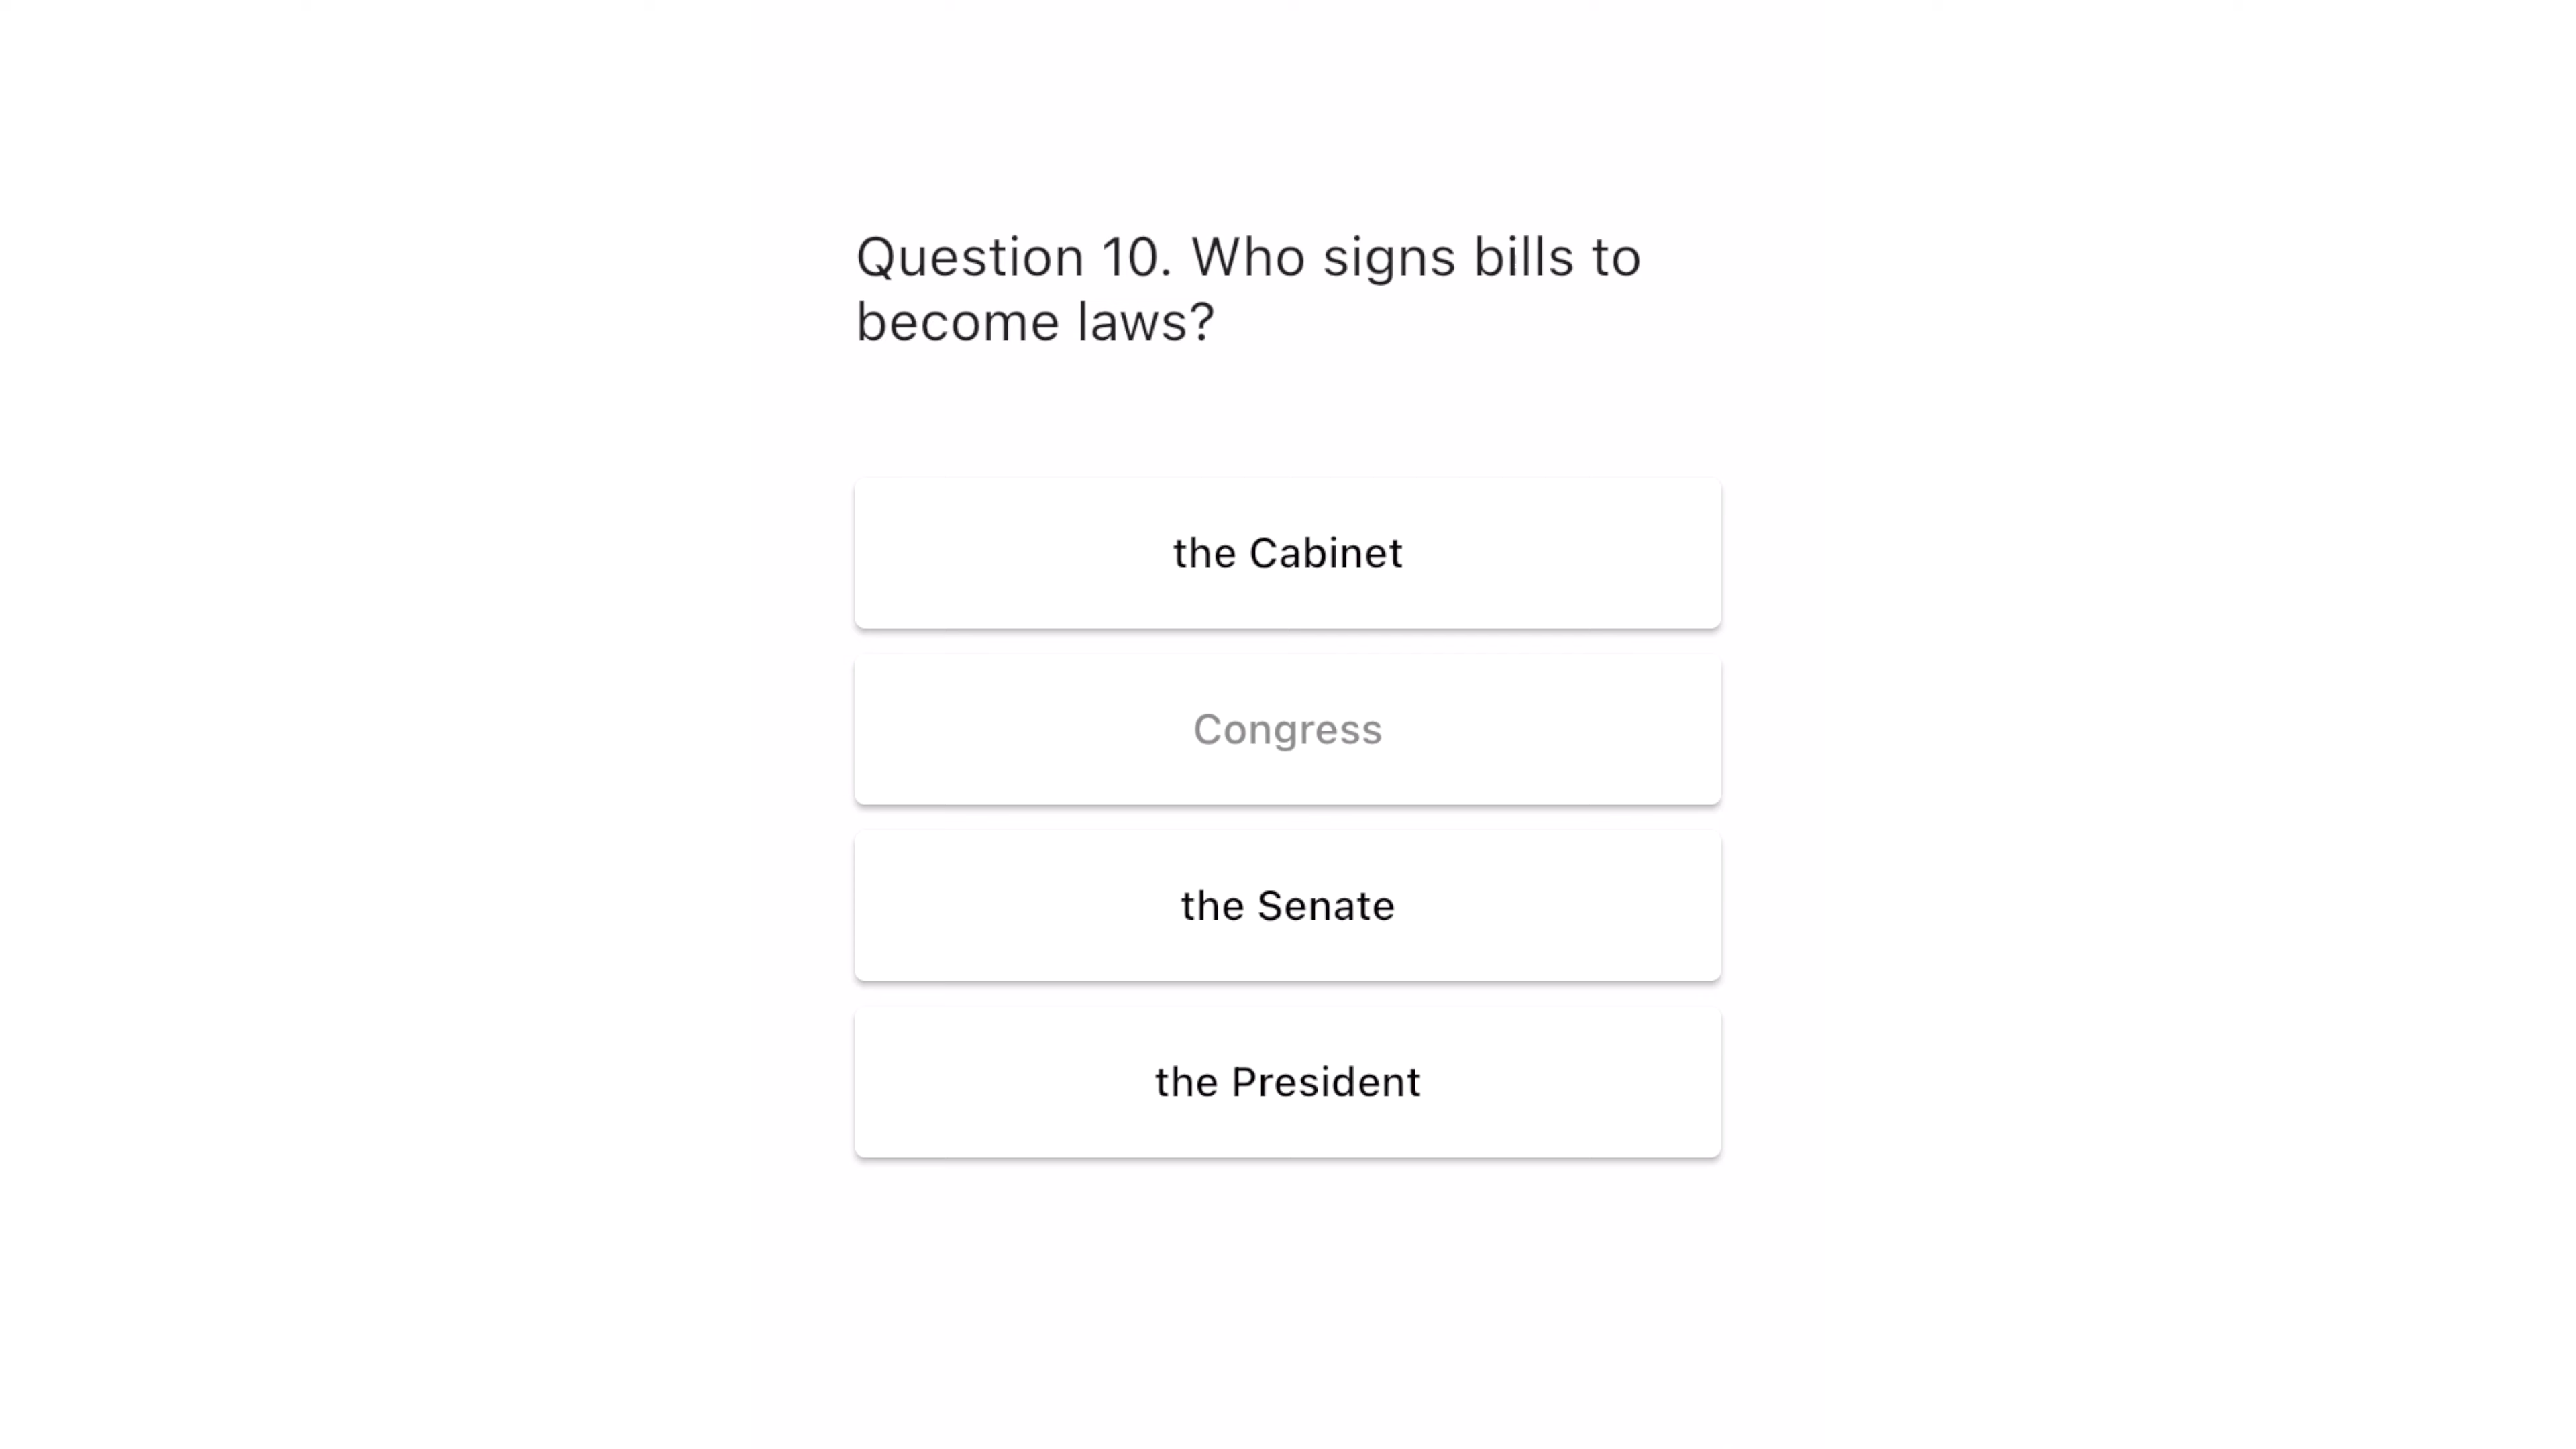 Question 10. Who signs bills to
become laws?
the Cabinet
Congress
the Senate
the President